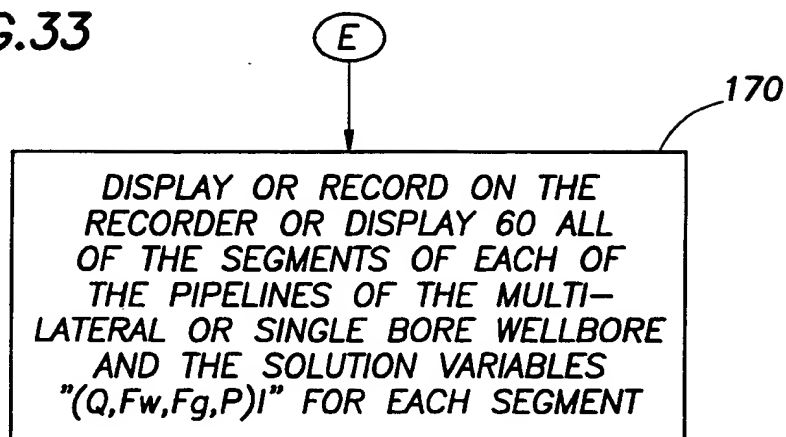 G.33
E
170
DISPLAY OR RECORD ON THE
RECORDER OR DISPLAY 60 ALL
OF THE SEGMENTS OF EACH OF
THE PIPELINES OF THE MULTI–
LATERAL OR SINGLE BORE WELLBORE
AND THE SOLUTION VARIABLES
"(Q,Fw,Fg,P)I" FOR EACH SEGMENT